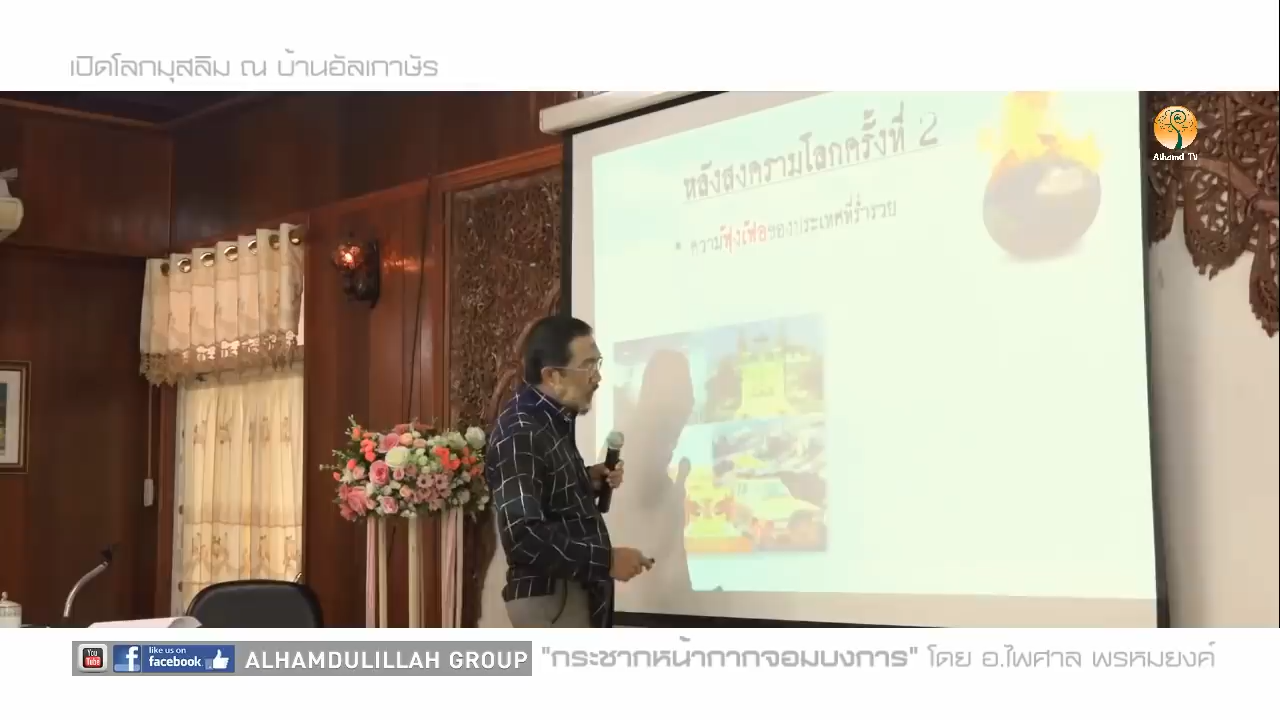 เปิดโลกมุสลิม ณ บ้านอัลเกาษัร
Alhamd TV
หลังสงครามโลกครั้งที่ 2
• ความฟุ้งเฟ้อของประเทศที่ร่ำรวย
You Tube
like us on facebook
ALHAMDULILLAH GROUP
"กระชากหน้ากากจอมบงการ" โดย อ.ไพศาล พรหมยงค์